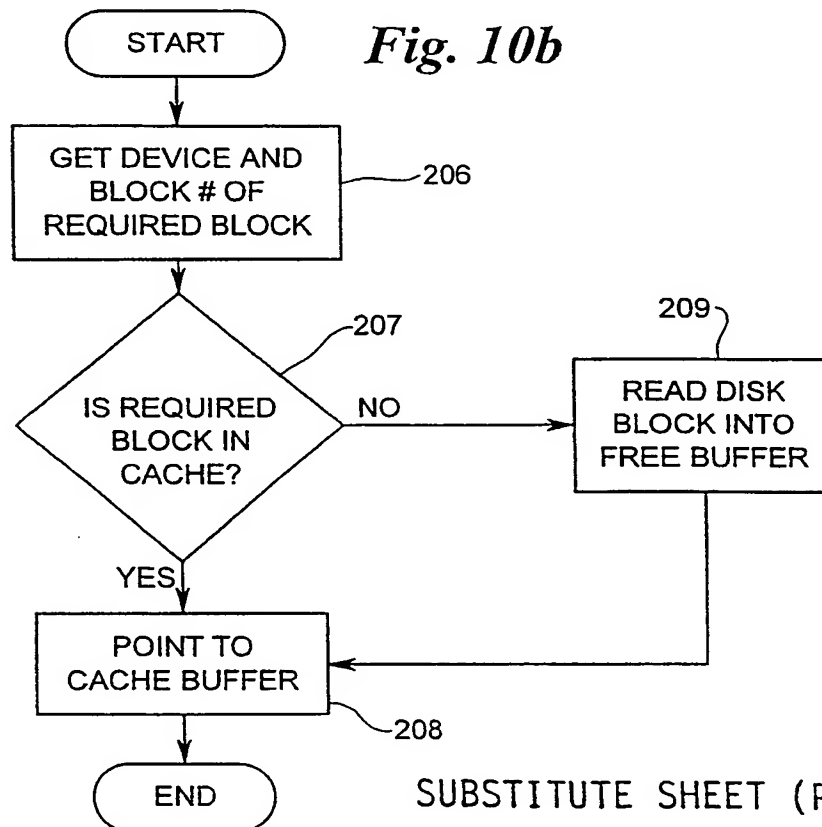 START
Fig. 10b
GET DEVICE AND
BLOCK # OF
REQUIRED BLOCK
206
207
IS REQUIRED
BLOCK IN
CACHE?
NO
209
READ DISK
BLOCK INTO
FREE BUFFER
YES
POINT TO
CACHE BUFFER
208
END
SUBSTITUTE SHEET (